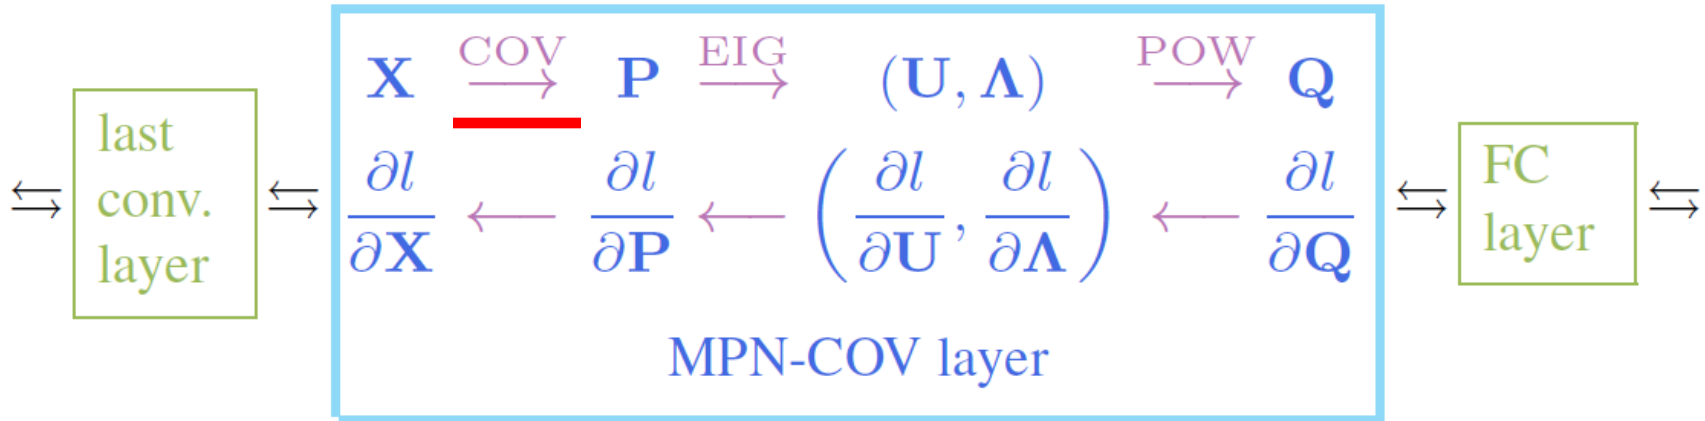 X COV⟶ P EIG⟶ (U, Λ) POW⟶ Q
last
conv.
layer
⇆ ⇆ ∂l/∂X ⟵ ∂l/∂P ⟵ (∂l/∂U, ∂l/∂Λ) ⟵ ∂l/∂Q ⇆ ⇆
FC
layer
MPN-COV layer